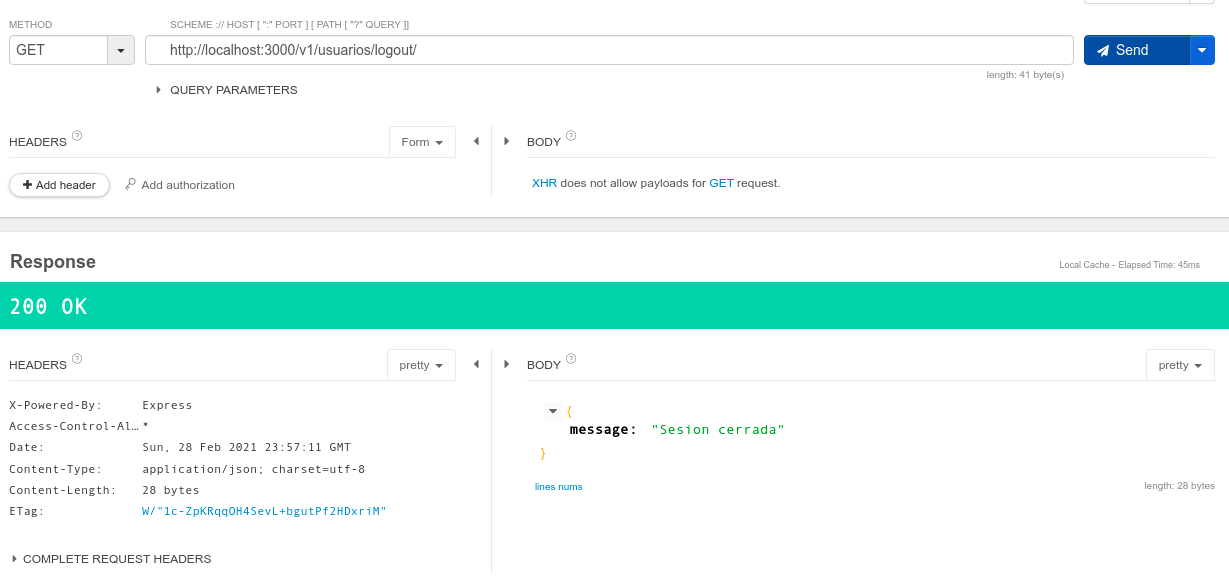 METHOD
SCHEME :// HOST [ ":" PORT ] [ PATH [ "?" QUERY ]]
GET
http://localhost:3000/v1/usuarios/logout/
Send
length: 41 byte(s)
QUERY PARAMETERS
HEADERS ?
Form
BODY ?
Add header
Add authorization
XHR does not allow payloads for GET request.
Response
Local Cache - Elapsed Time: 45ms
200 OK
HEADERS ?
pretty
BODY ?
pretty
X-Powered-By: Express
Access-Control-Al… *
Date: Sun, 28 Feb 2021 23:57:11 GMT
Content-Type: application/json; charset=utf-8
Content-Length: 28 bytes
ETag: W/"1c-ZpKRqqOH4SevL+bgutPf2HDxriM"
COMPLETE REQUEST HEADERS
{
message: "Sesion cerrada"
}
lines nums
length: 28 bytes